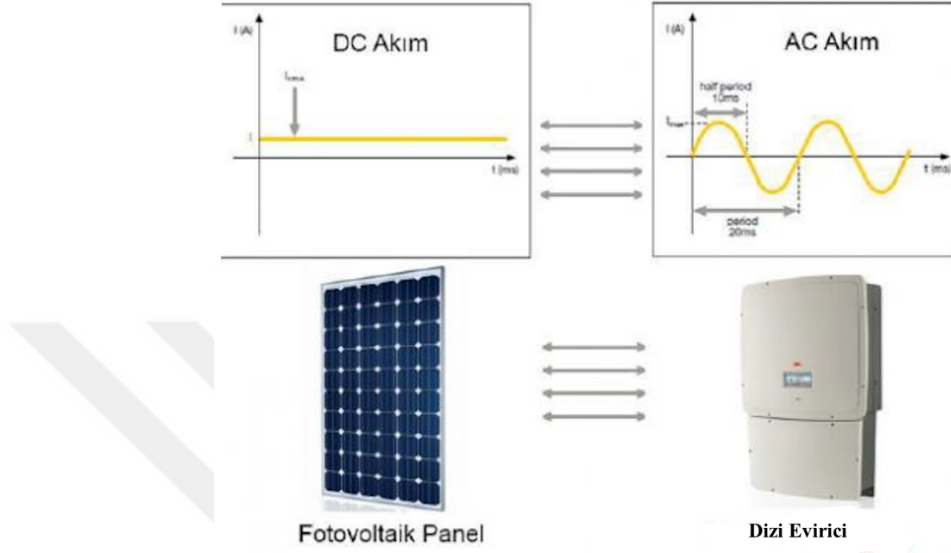 I (A)
DC Akım
I
t (ms)
I (A)
AC Akım
half period
10ms
t (ms)
period
20ms
Fotovoltaik Panel
Dizi Evirici